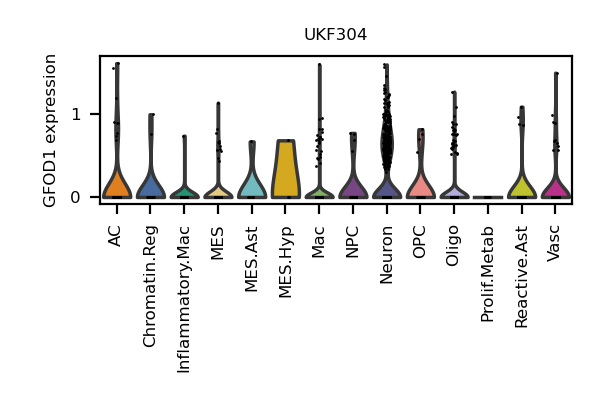 UKF304
GFOD1 expression
1
0
AC
Chromatin.Reg
Inflammatory.Mac
MES
MES.Ast
MES.Hyp
Mac
NPC
Neuron
OPC
Oligo
Prolif.Metab
Reactive.Ast
Vasc